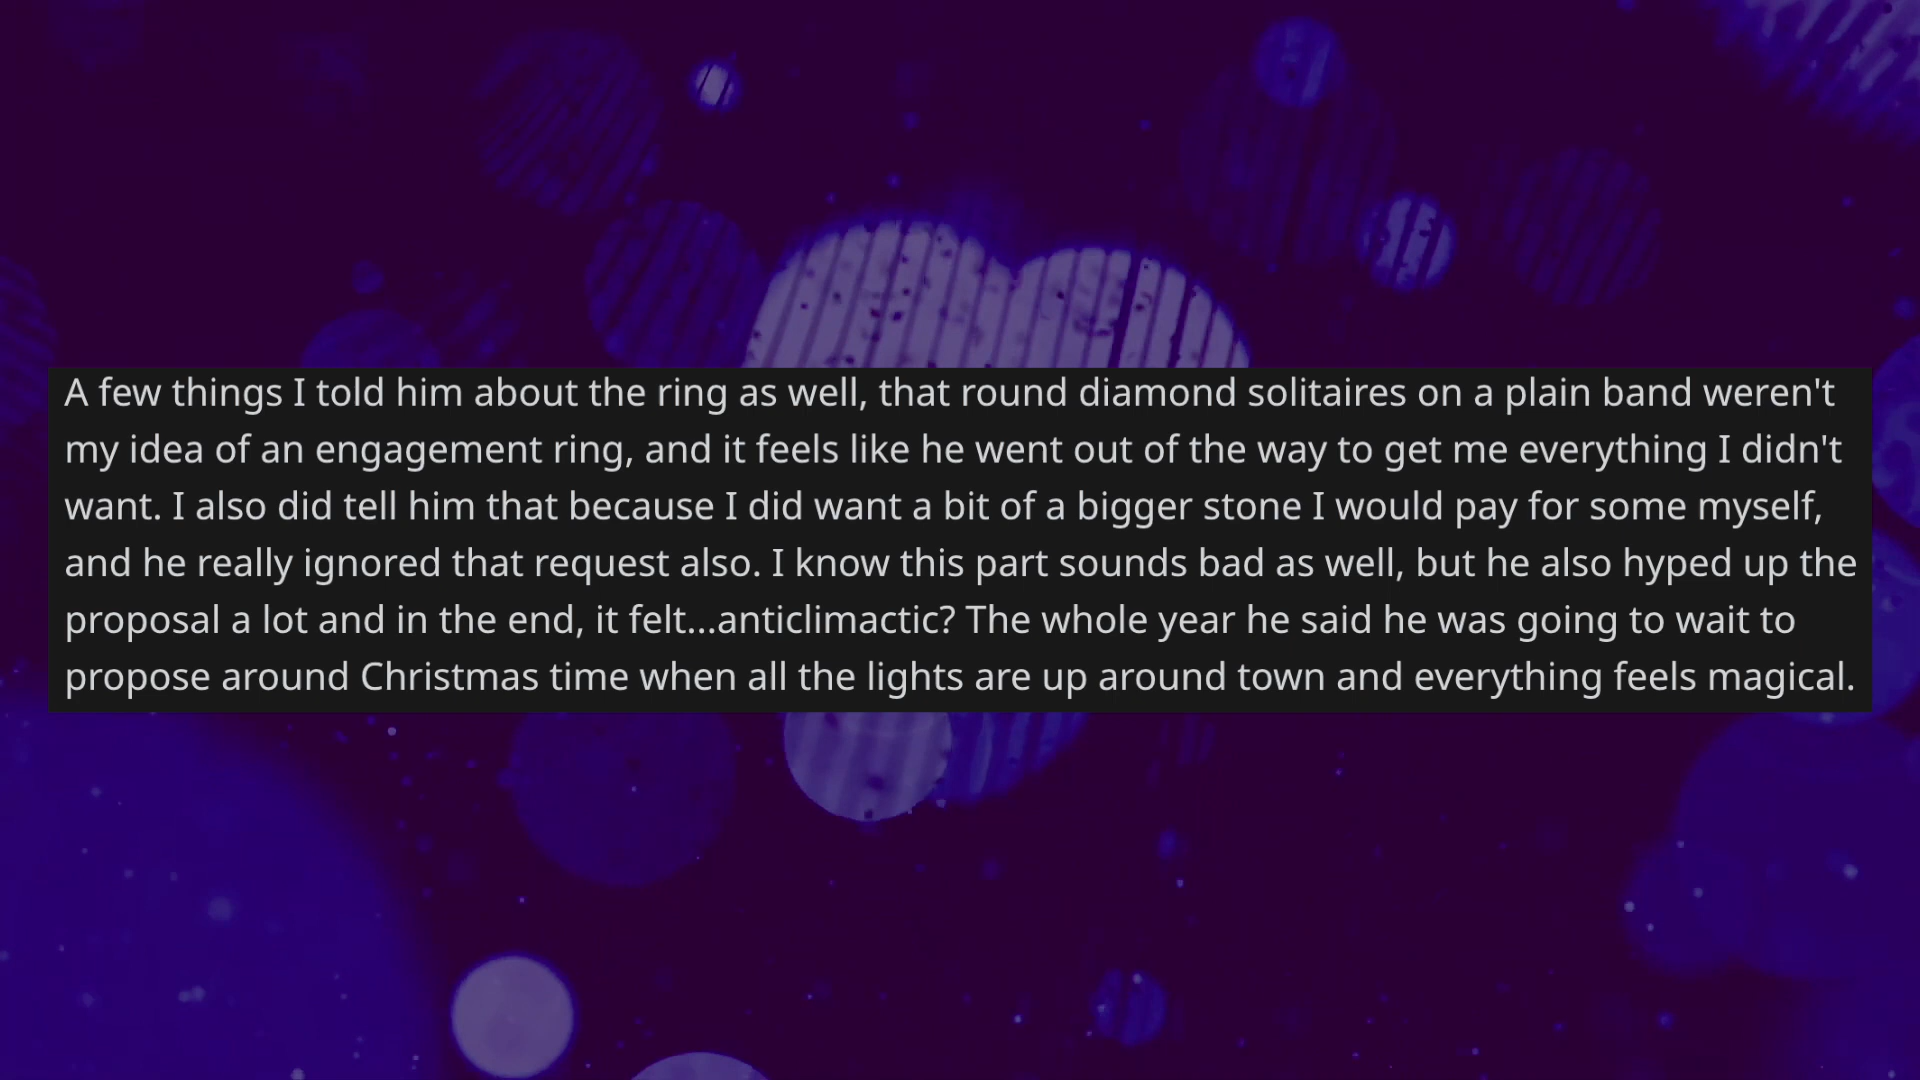 A few things I told him about the ring as well, that round diamond solitaires on a plain band weren't
my idea of an engagement ring, and it feels like he went out of the way to get me everything I didn't
want. I also did tell him that because I did want a bit of a bigger stone I would pay for some myself,
and he really ignored that request also. I know this part sounds bad as well, but he also hyped up the
proposal a lot and in the end, it felt...anticlimactic? The whole year he said he was going to wait to
propose around Christmas time when all the lights are up around town and everything feels magical.